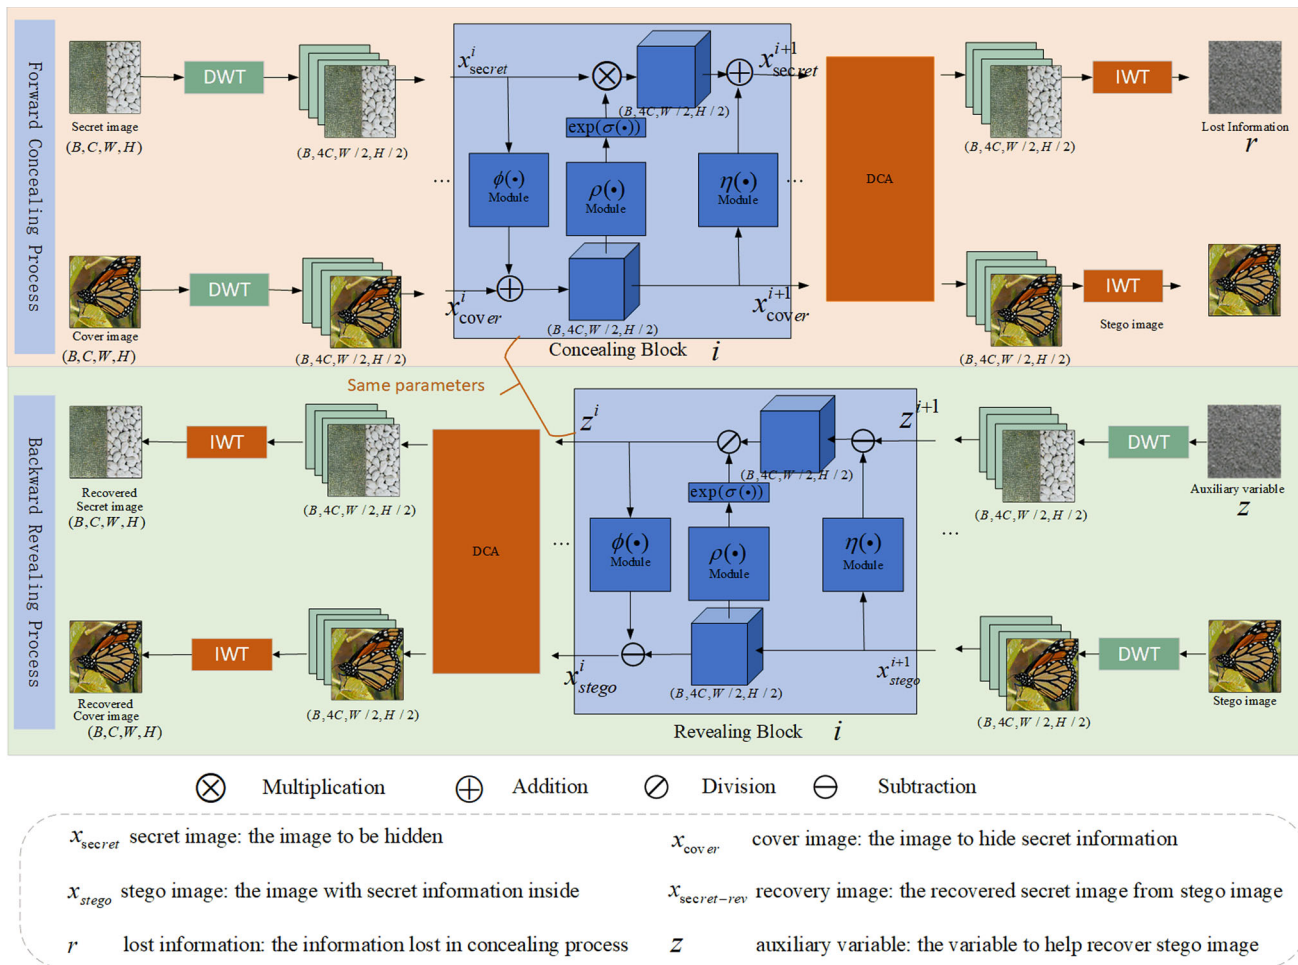 Forward Concealing Process
Secret image
(B,C,W,H)
DWT
(B,4C,W/2,H/2)
x^i_secret
exp(σ(•))
(B,4C,W/2,H/2)
x^{i+1}_secret
ϕ(•)
Module
ρ(•)
Module
η(•)
Module
...
...
DCA
(B,4C,W/2,H/2)
IWT
Lost Information
r
Cover image
(B,C,W,H)
DWT
(B,4C,W/2,H/2)
x^i_cover
(B,4C,W/2,H/2)
x^{i+1}_cover
Concealing Block i
(B,4C,W/2,H/2)
IWT
Stego image
Same parameters
Backward Revealing Process
Recovered
Secret image
(B,C,W,H)
IWT
(B,4C,W/2,H/2)
DCA
z^i
exp(σ(•))
(B,4C,W/2,H/2)
z^{i+1}
ϕ(•)
Module
ρ(•)
Module
η(•)
Module
...
...
(B,4C,W/2,H/2)
DWT
Auxiliary variable
z
Recovered
Cover image
(B,C,W,H)
IWT
(B,4C,W/2,H/2)
x^i_stego
(B,4C,W/2,H/2)
x^{i+1}_stego
Revealing Block i
(B,4C,W/2,H/2)
DWT
Stego image
⊗ Multiplication ⊕ Addition ⊘ Division ⊖ Subtraction
x_secret secret image: the image to be hidden
x_cover cover image: the image to hide secret information
x_stego stego image: the image with secret information inside
x_secret-rev recovery image: the recovered secret image from stego image
r lost information: the information lost in concealing process
z auxiliary variable: the variable to help recover stego image